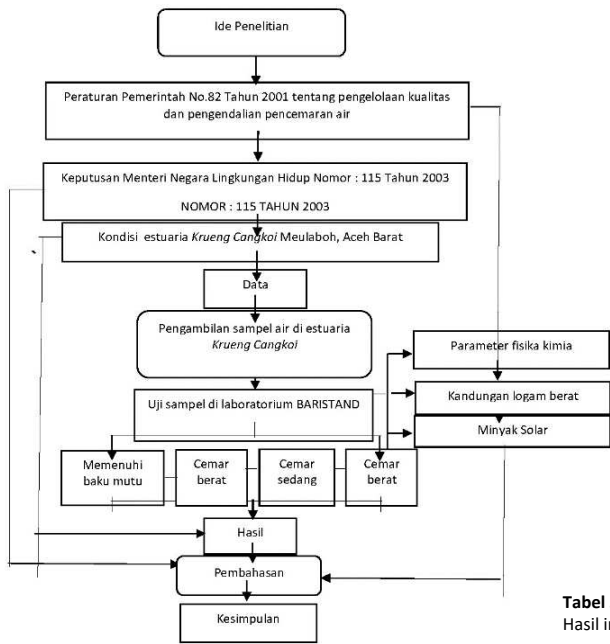 Ide Penelitian
Peraturan Pemerintah No.82 Tahun 2001 tentang pengelolaan kualitas
dan pengendalian pencemaran air
Keputusan Menteri Negara Lingkungan Hidup Nomor : 115 Tahun 2003
NOMOR : 115 TAHUN 2003
Kondisi estuaria Krueng Cangkoi Meulaboh, Aceh Barat
Data
Pengambilan sampel air di estuaria
Krueng Cangkoi
Parameter fisika kimia
Uji sampel di laboratorium BARISTAND
Kandungan logam berat
Minyak Solar
Memenuhi
baku mutu
Cemar
berat
Cemar
sedang
Cemar
berat
Hasil
Pembahasan
Kesimpulan
Tabel